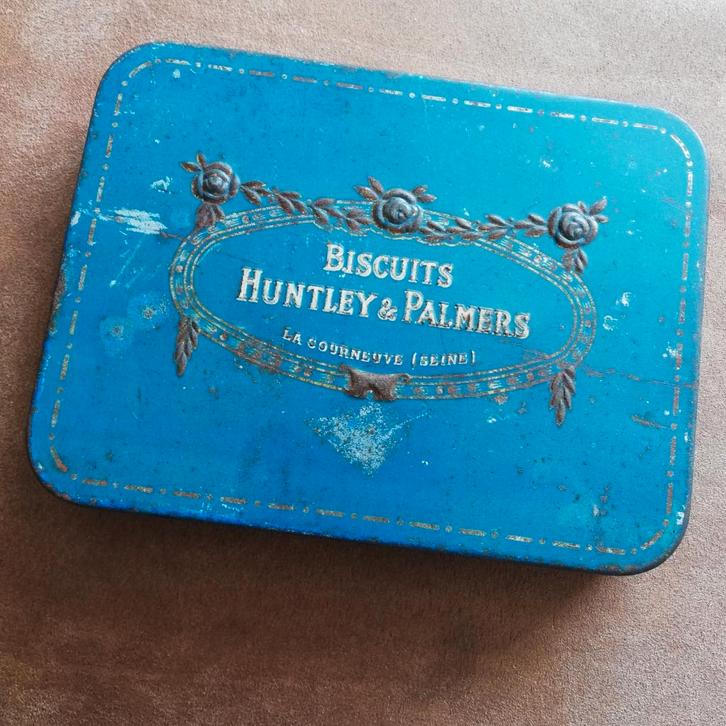 BISCUITS
HUNTLEY & PALMERS
LA COURNEUVE (SEINE)